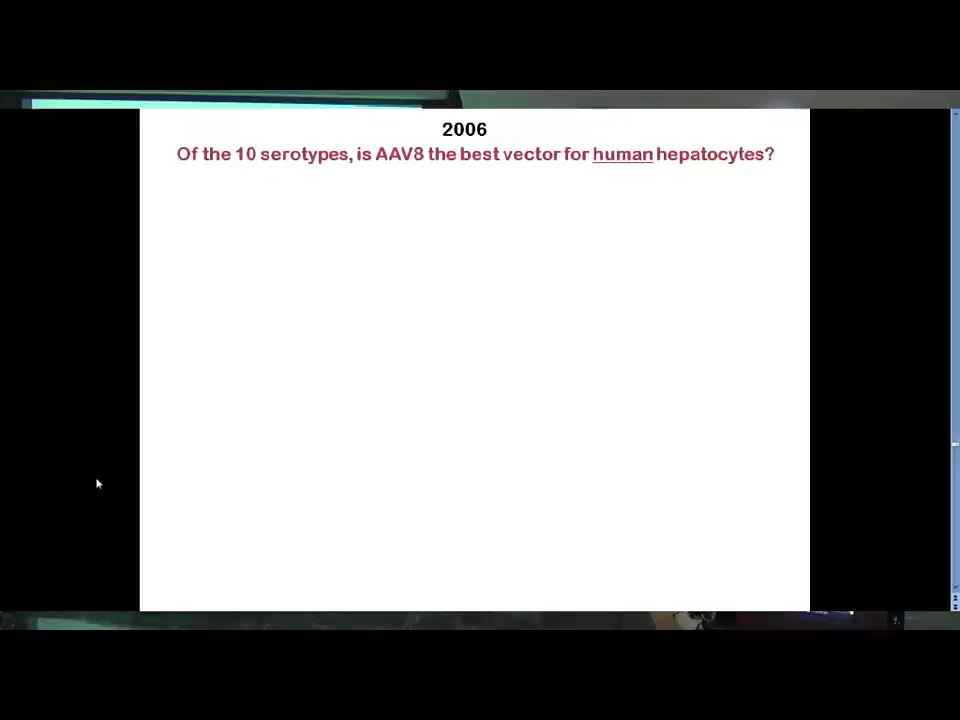 2006
Of the 10 serotypes, is AAV8 the best vector for human hepatocytes?